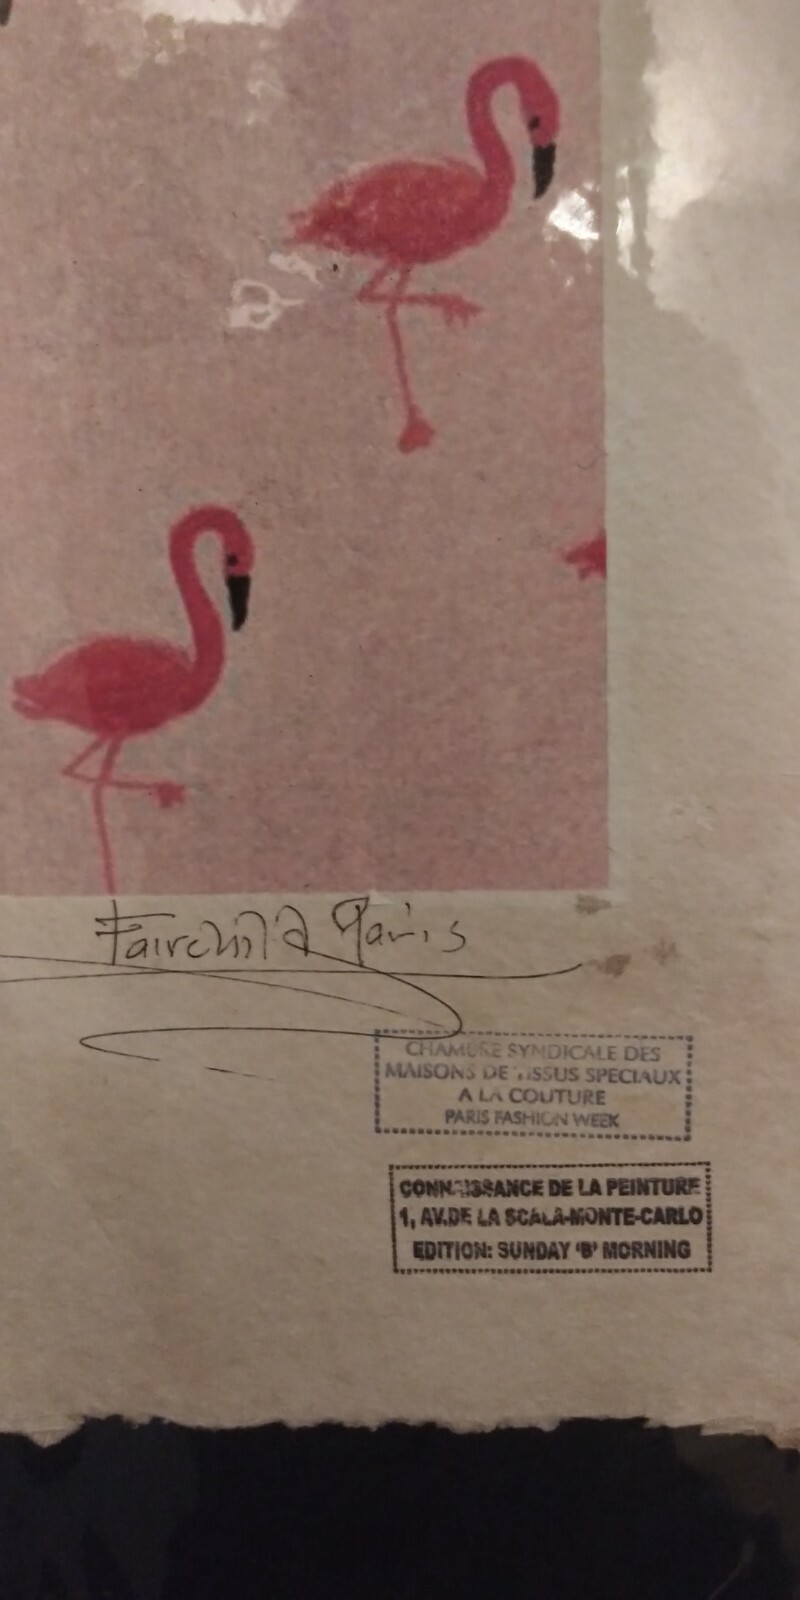 Fairchild Paris
CHAMBRE SYNDICALE DES
MAISONS DE TISSUS SPECIAUX
A LA COUTURE
PARIS FASHION WEEK
CONNAISSANCE DE LA PEINTURE
1, AV.DE LA SCALA-MONTE-CARLO
EDITION: SUNDAY 'B' MORNING